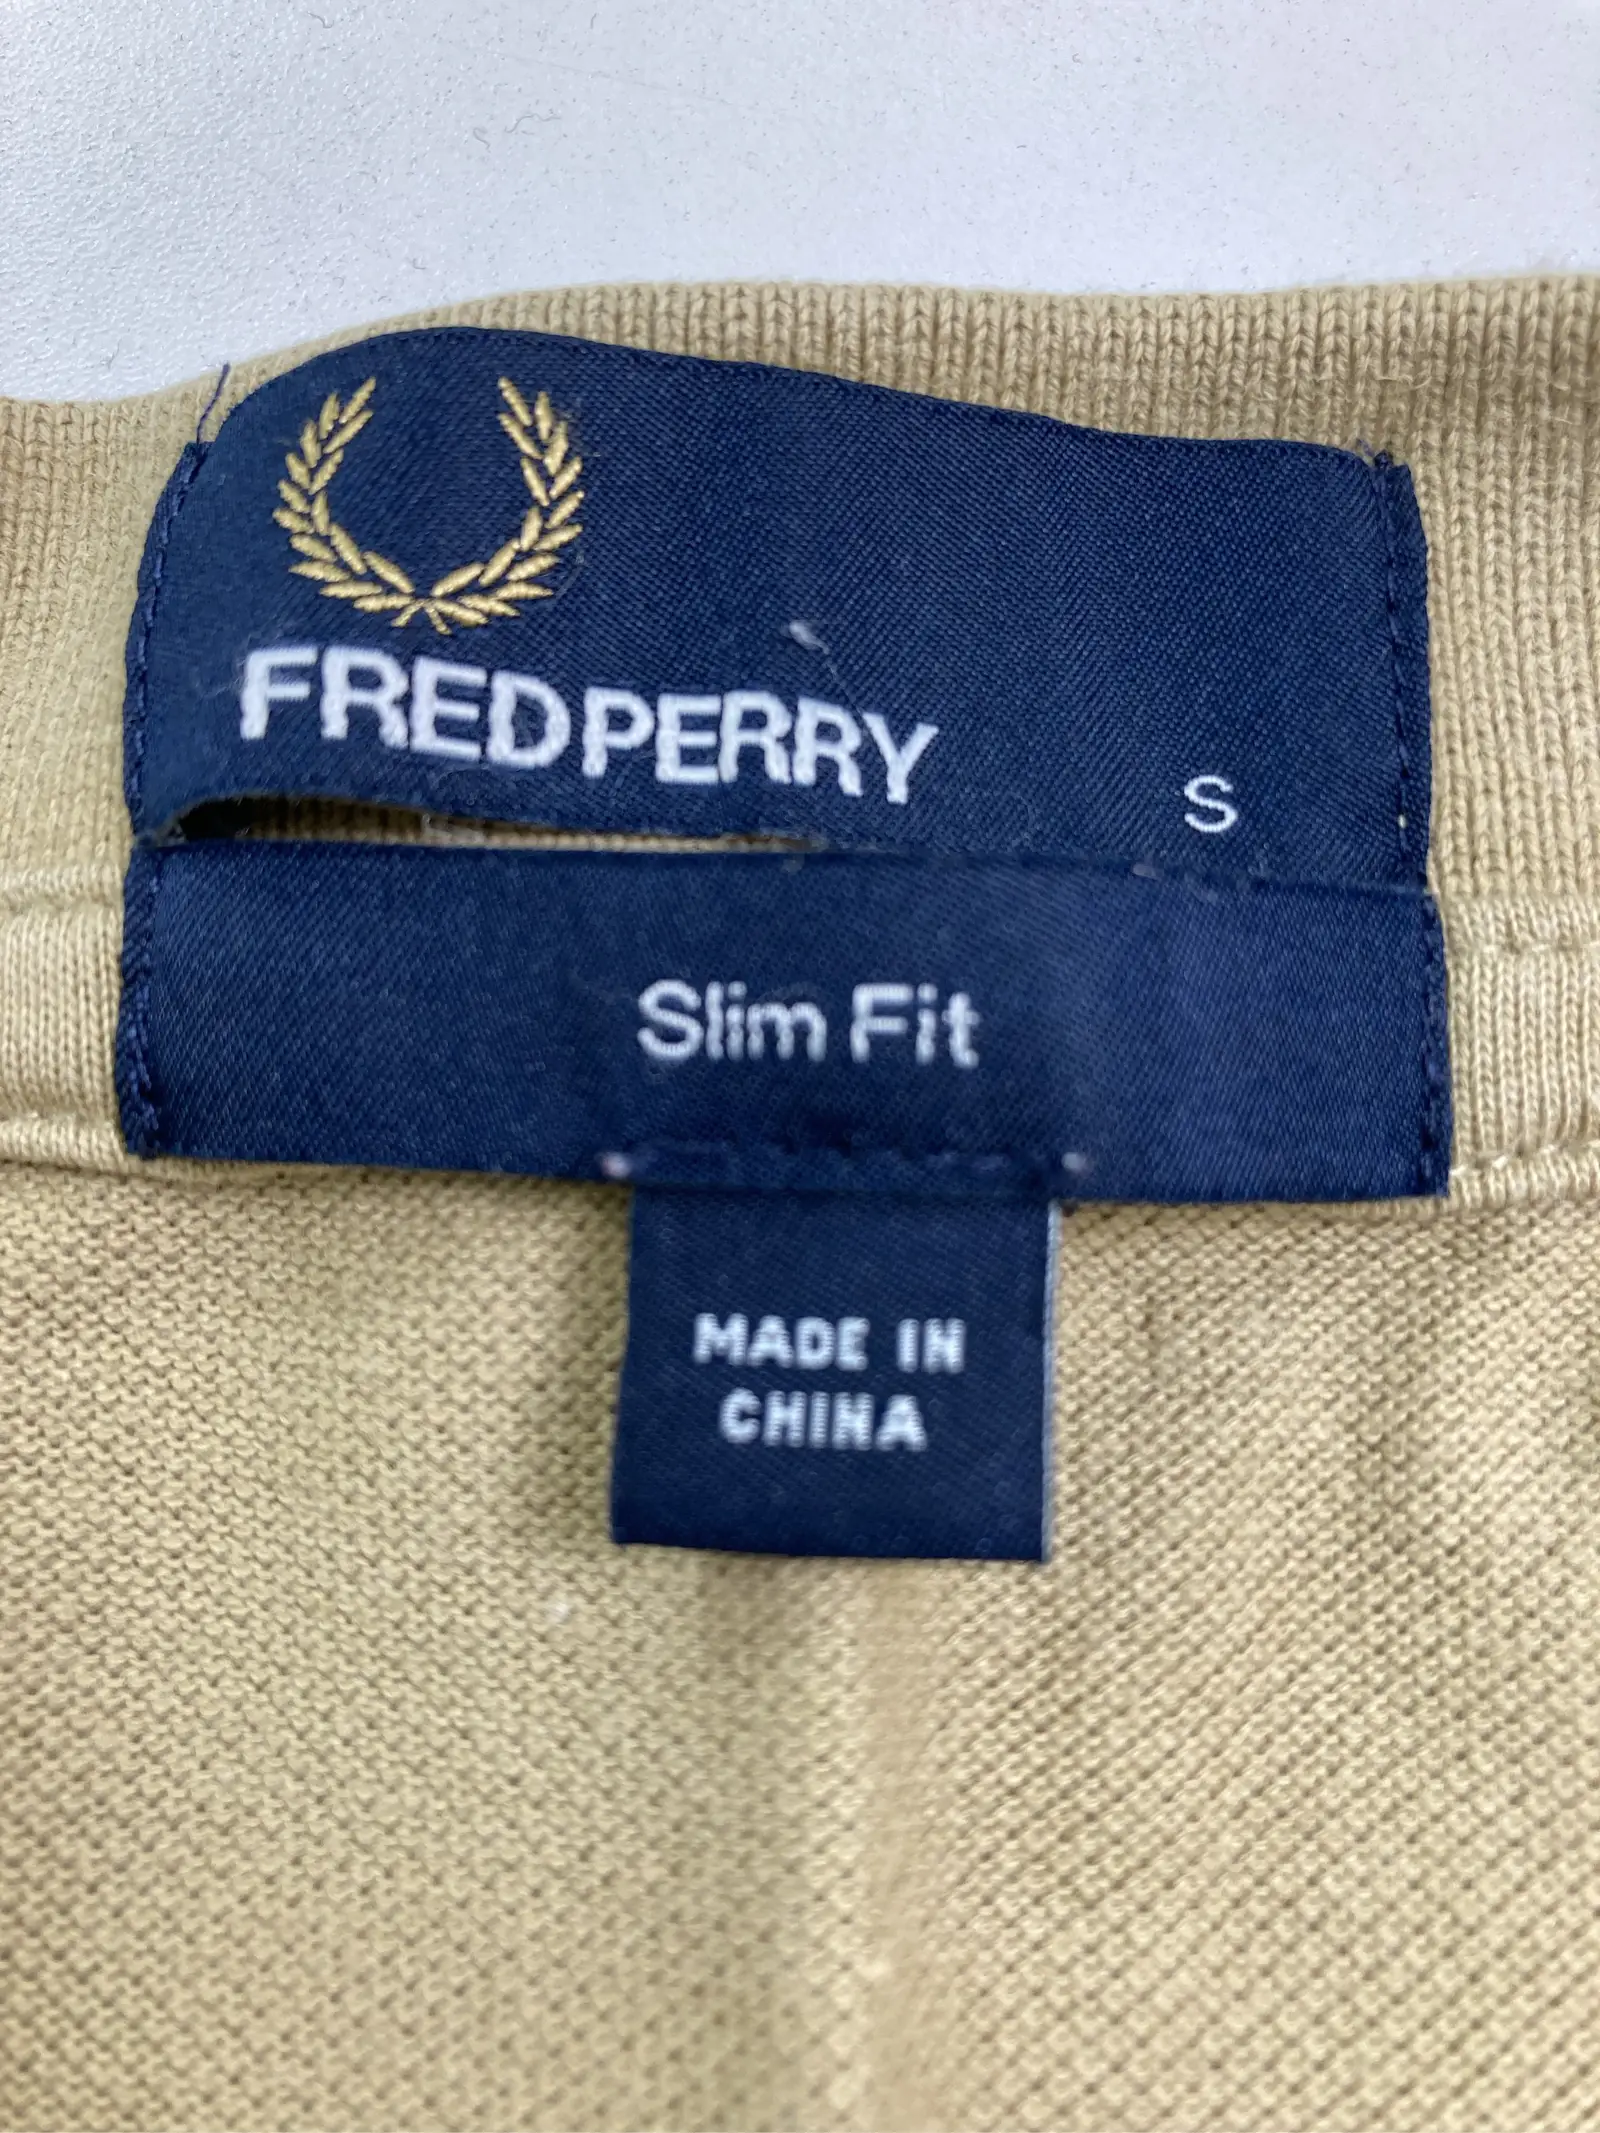 FRED PERRY
S
Slim Fit
MADE IN
CHINA